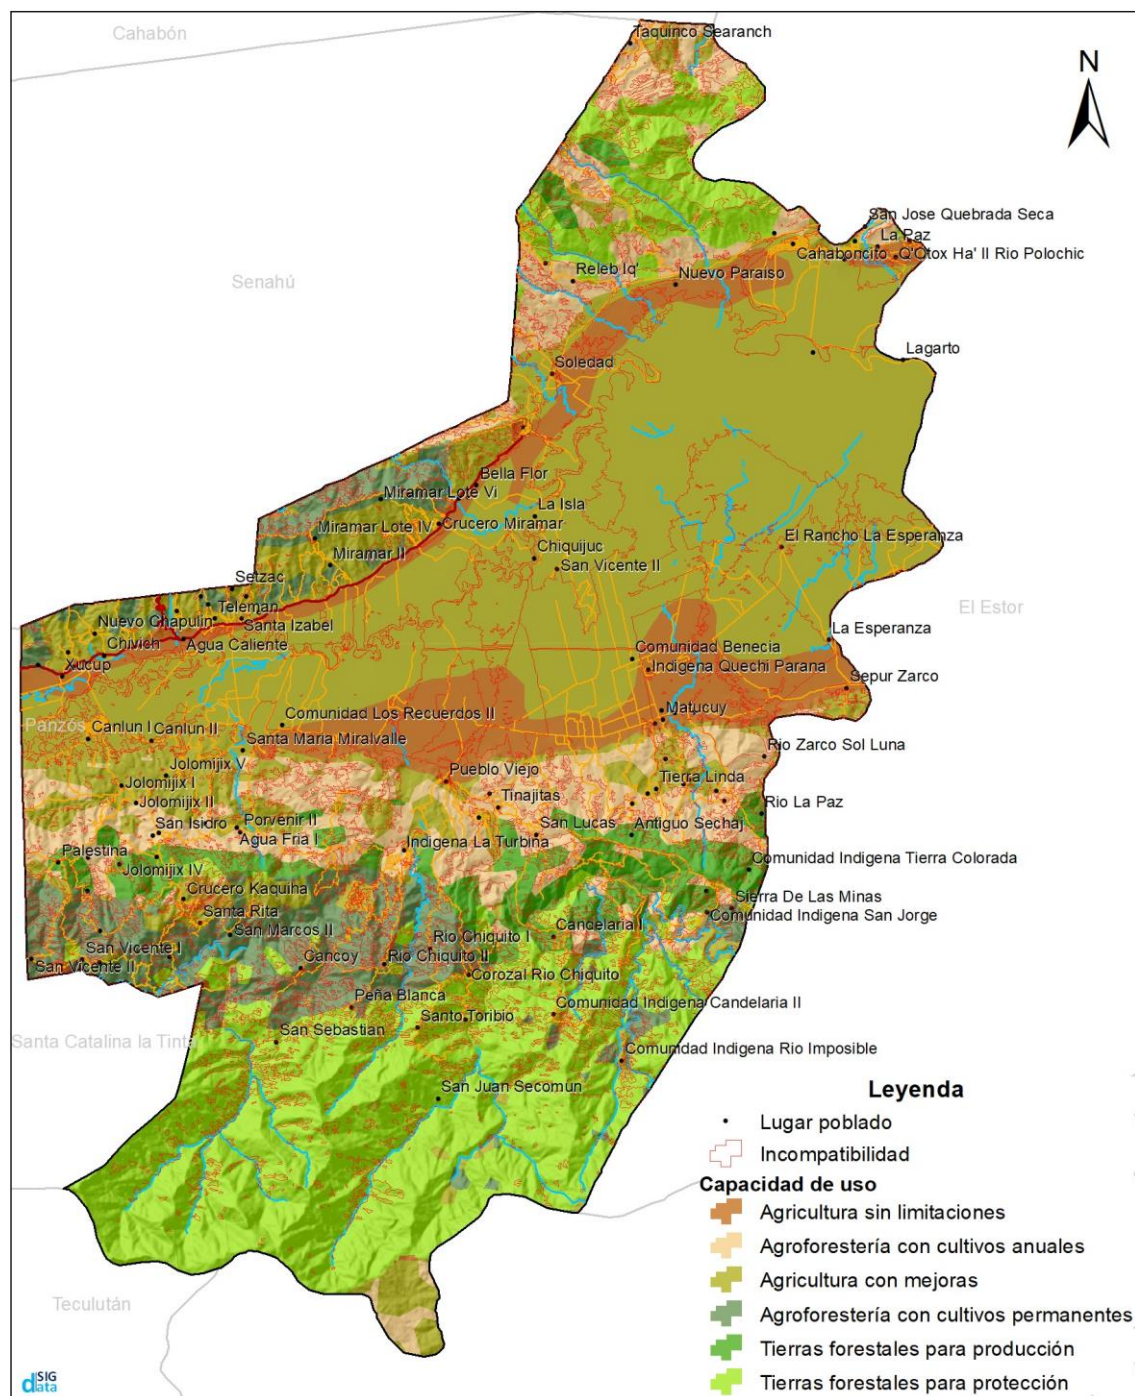 Cahabón
Taquinco Searanch
N
San Jose Quebrada Seca
La Paz
Cahaboncito
Q'Otox Ha' II Rio Polochic
Releb Iq'
Nuevo Paraiso
Senahú
Lagarto
Soledad
Bella Flor
Miramar Lote Vi
La Isla
Miramar Lote IV
Crucero Miramar
El Rancho La Esperanza
Chiquijuc
Miramar II
San Vicente II
Setzac
El Estor
Teleman
Nuevo Chapulin
Santa Izabel
La Esperanza
Chivich
Agua Caliente
Comunidad Benecia
Xucup
Indigena Quechi Parana
Sepur Zarco
Matucuy
Comunidad Los Recuerdos II
Panzós
Canlun I
Canlun II
Santa Maria Miralvalle
Rio Zarco Sol Luna
Jolomijix V
Pueblo Viejo
Tierra Linda
Jolomijix I
Tinajitas
Jolomijix II
Rio La Paz
Porvenir II
San Isidro
San Lucas
Antiguo Sechaj
Agua Fria I
Indigena La Turbina
Palestina
Comunidad Indigena Tierra Colorada
Jolomijix IV
Crucero Kaquiha
Sierra De Las Minas
Santa Rita
Comunidad Indigena San Jorge
Candelaria I
San Marcos II
Rio Chiquito I
San Vicente I
Cancoy
Rio Chiquito II
San Vicente II
Corozal Rio Chiquito
Peña Blanca
Comunidad Indigena Candelaria II
Santo Toribio
San Sebastian
Santa Catalina la Tinta
Comunidad Indigena Rio Imposible
San Juan Secomun
Teculután
Leyenda
Lugar poblado
Incompatibilidad
Capacidad de uso
Agricultura sin limitaciones
Agroforestería con cultivos anuales
Agricultura con mejoras
Agroforestería con cultivos permanentes
Tierras forestales para producción
Tierras forestales para protección
SIG
data